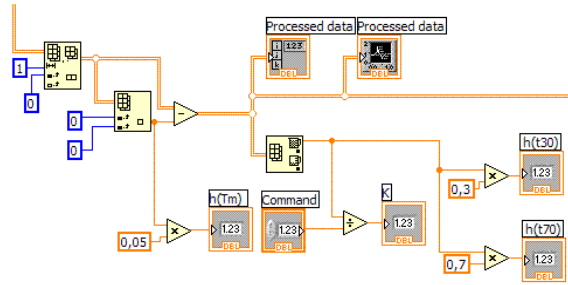 Processed data
Processed data
i
j
k
123
DBL
DBL
1
0
0
0
h(t30)
0,3
1.23
DBL
h(Tm)
Command
K
0,05
1.23
DBL
1.23
DBL
1.23
DBL
h(t70)
0,7
1.23
DBL